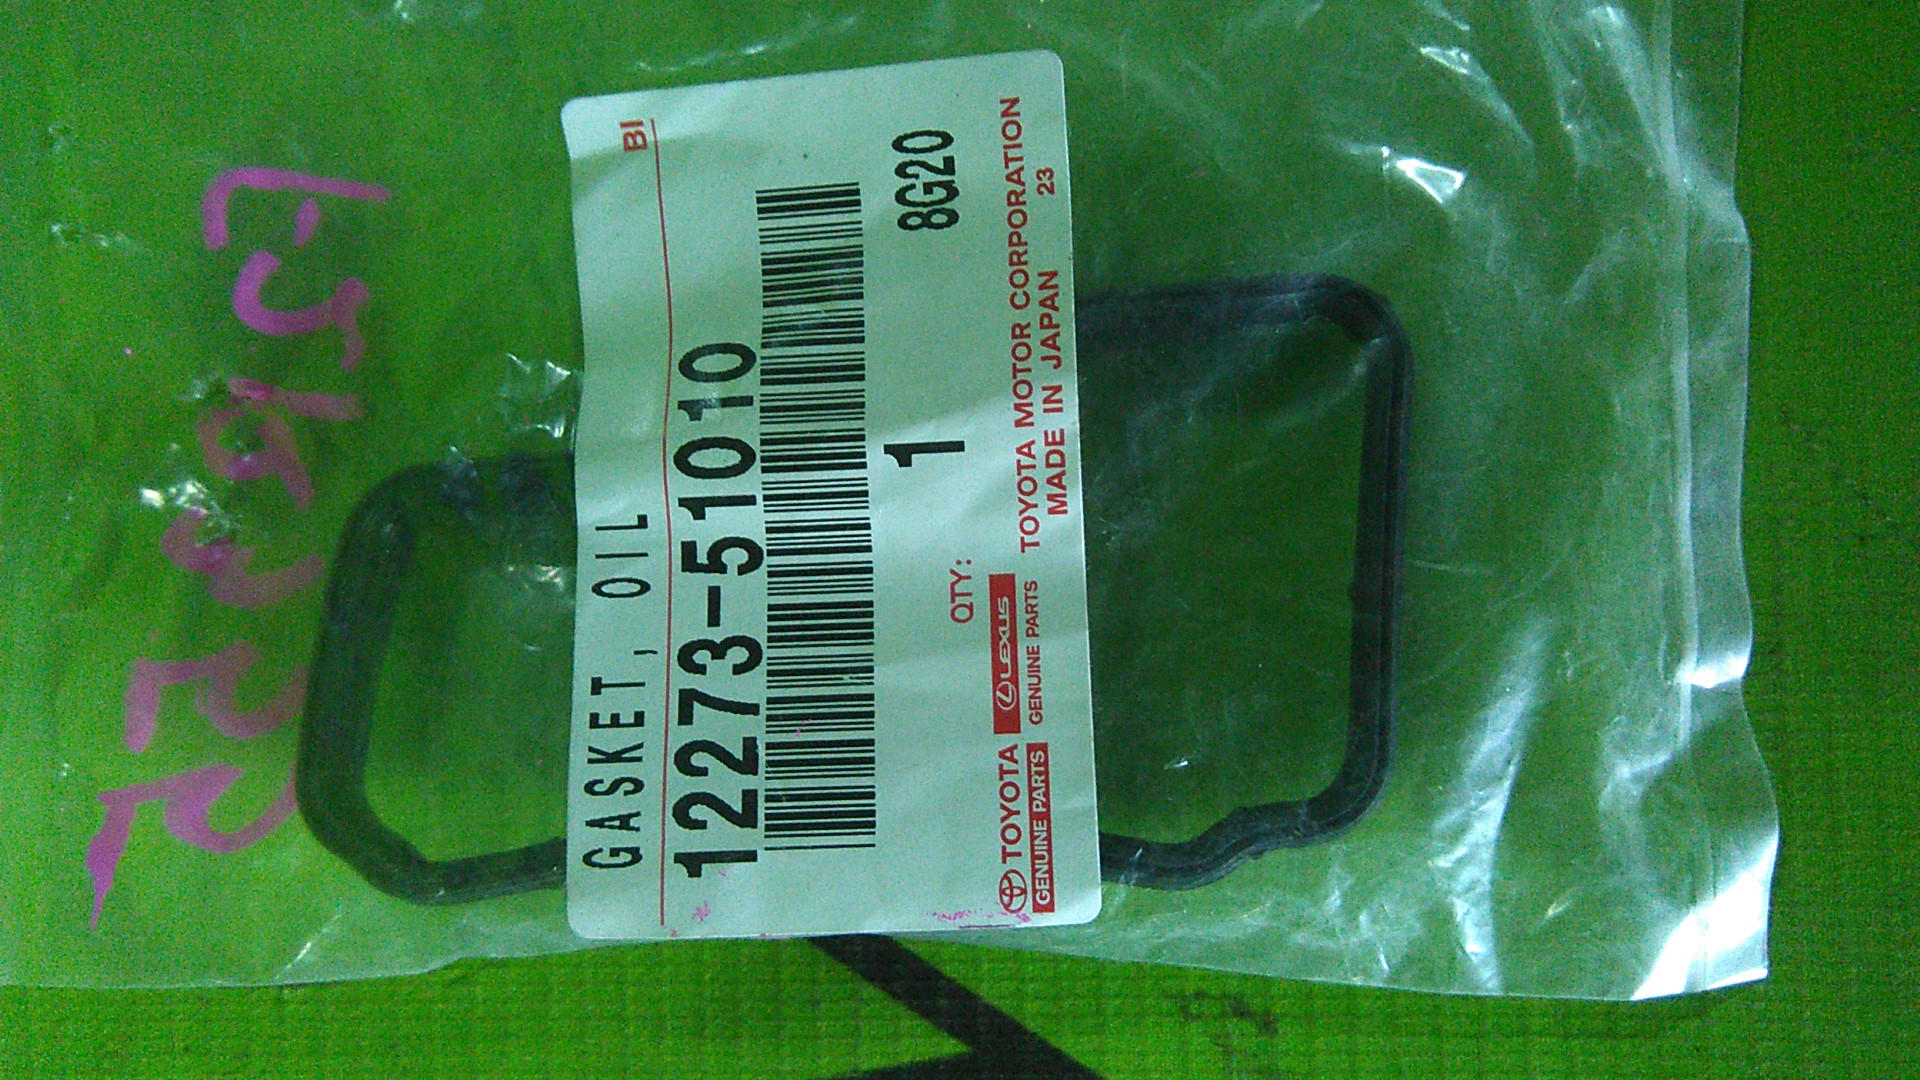 BI
GASKET, OIL
12273-51010
1
8G20
QTY:
TOYOTA
GENUINE PARTS
LEXUS
GENUINE PARTS
TOYOTA MOTOR CORPORATION
MADE IN JAPAN
23